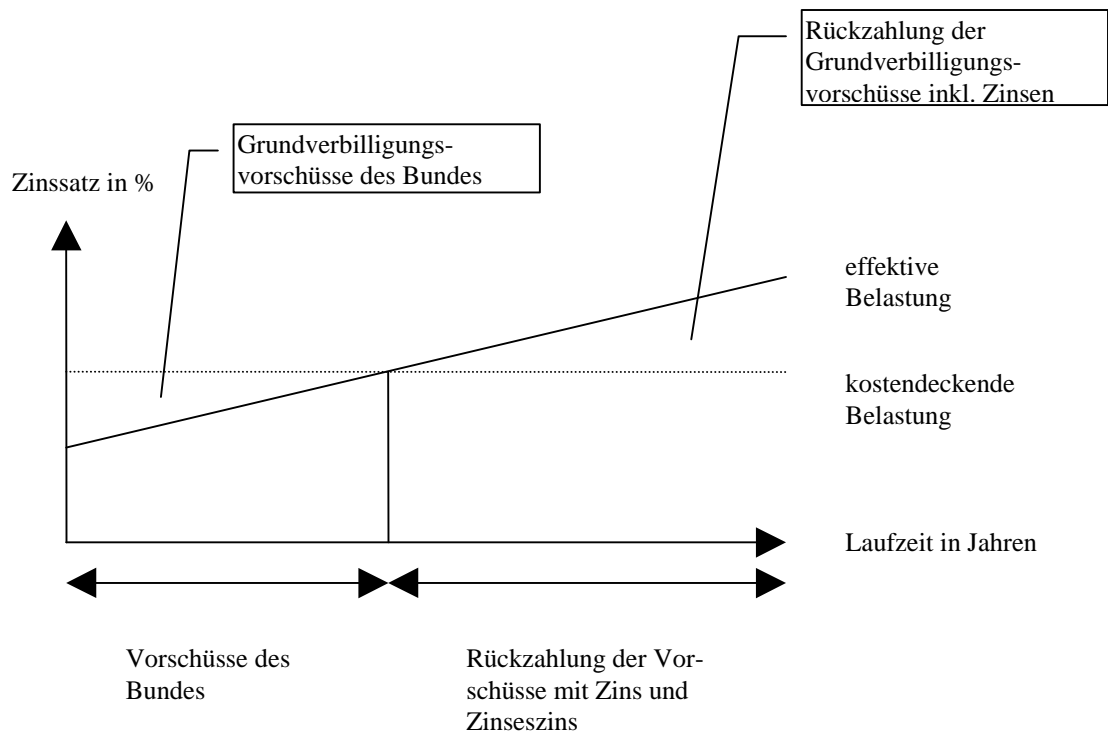 Rückzahlung der
Grundverbilligungs-
vorschüsse inkl. Zinsen
Grundverbilligungs-
vorschüsse des Bundes
Zinssatz in %
effektive
Belastung
kostendeckende
Belastung
Laufzeit in Jahren
Vorschüsse des
Bundes
Rückzahlung der Vor-
schüsse mit Zins und
Zinseszins